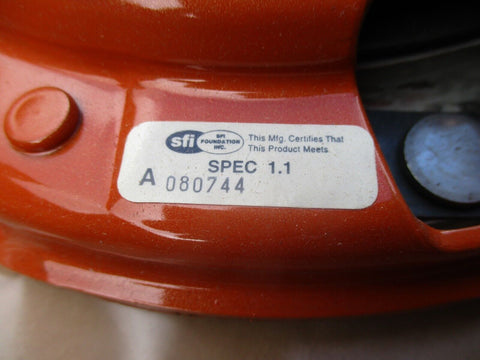 sfi SFI FOUNDATION INC. This Mfg. Certifies That
This Product Meets.
SPEC 1.1
A 080744